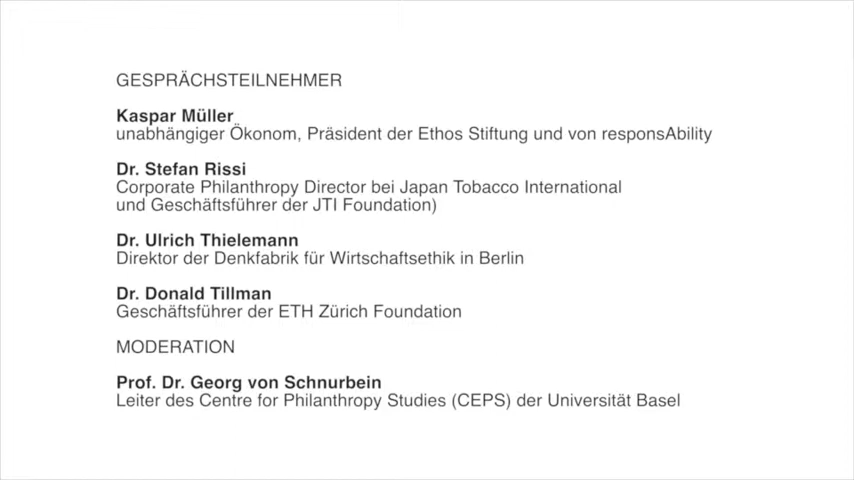 GESPRÄCHSTEILNEHMER
Kaspar Müller
unabhängiger Ökonom, Präsident der Ethos Stiftung und von responsAbility
Dr. Stefan Rissi
Corporate Philanthropy Director bei Japan Tobacco International
und Geschäftsführer der JTI Foundation)
Dr. Ulrich Thielemann
Direktor der Denkfabrik für Wirtschaftsethik in Berlin
Dr. Donald Tillman
Geschäftsführer der ETH Zürich Foundation
MODERATION
Prof. Dr. Georg von Schnurbein
Leiter des Centre for Philanthropy Studies (CEPS) der Universität Basel